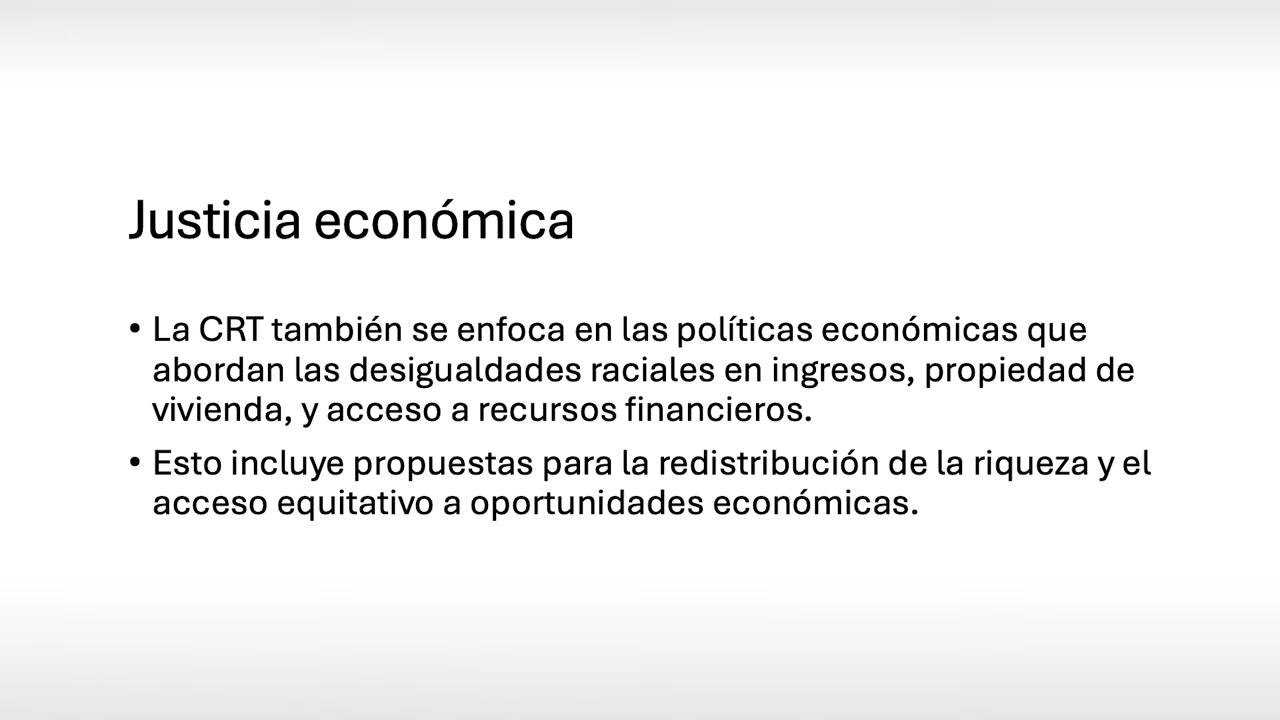 Justicia económica
• La CRT también se enfoca en las políticas económicas que
abordan las desigualdades raciales en ingresos, propiedad de
vivienda, y acceso a recursos financieros.
• Esto incluye propuestas para la redistribución de la riqueza y el
acceso equitativo a oportunidades económicas.